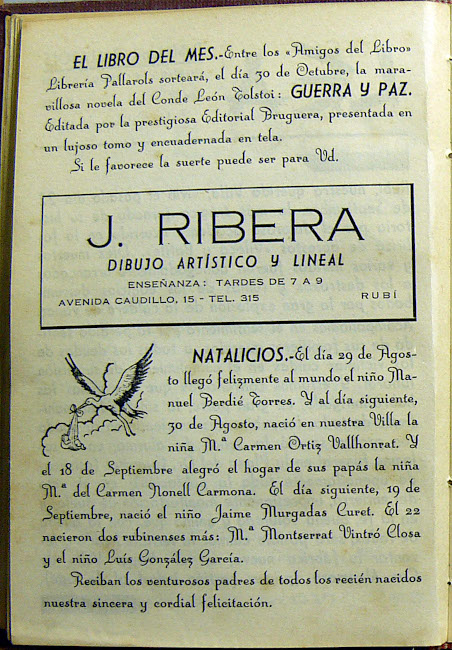 EL LIBRO DEL MES.-Entre los «Amigos del Libro»
Librería Pallarols sorteará, el día 30 de Octubre, la mara-
villosa novela del Conde León Tolstoi: GUERRA Y PAZ.
Editada por la prestigiosa Editorial Bruguera, presentada en
un lujoso tomo y encuadernada en tela.
Si le favorece la suerte puede ser para Vd.
J. RIBERA
DIBUJO ARTÍSTICO Y LINEAL
ENSEÑANZA: TARDES DE 7 A 9
AVENIDA CAUDILLO, 15 - TEL. 315 RUBÍ
NATALICIOS.-El día 29 de Agos-
to llegó felizmente al mundo el niño Ma-
nuel Berdié Torres. Y al día siguiente,
30 de Agosto, nació en nuestra Villa la
niña M.ª Carmen Ortiz Vallhonrat. Y
el 18 de Septiembre alegró el hogar de sus papás la niña
M.ª del Carmen Nonell Carmona. El día siguiente, 19 de
Septiembre, nació el niño Jaime Murgadas Curet. El 22
nacieron dos rubinenses más: M.ª Montserrat Vintró Closa
y el niño Luís González García.
Reciban los venturosos padres de todos los recién nacidos
nuestra sincera y cordial felicitación.